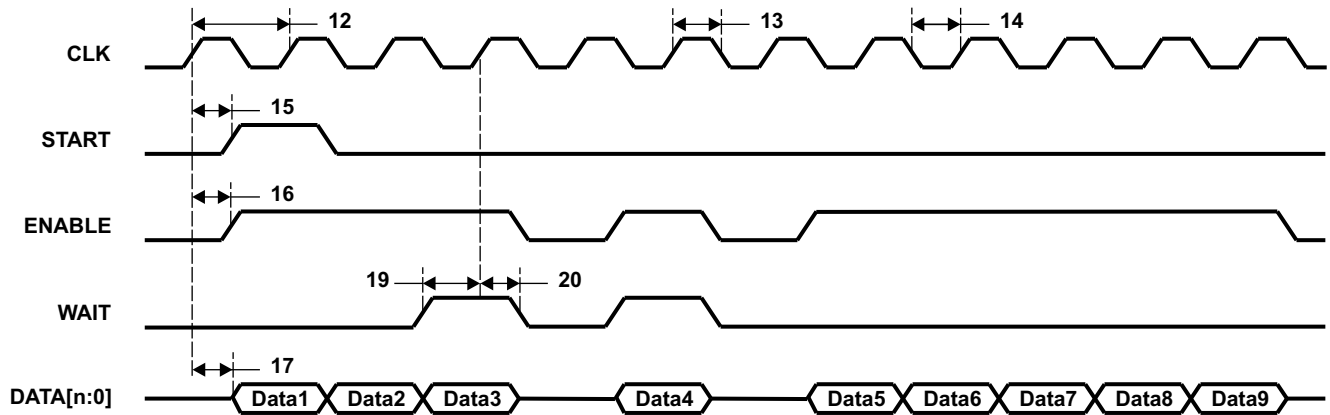 12 13 14
CLK
15
START
16
ENABLE
19 20
WAIT
17
DATA[n:0] Data1 Data2 Data3 Data4 Data5 Data6 Data7 Data8 Data9